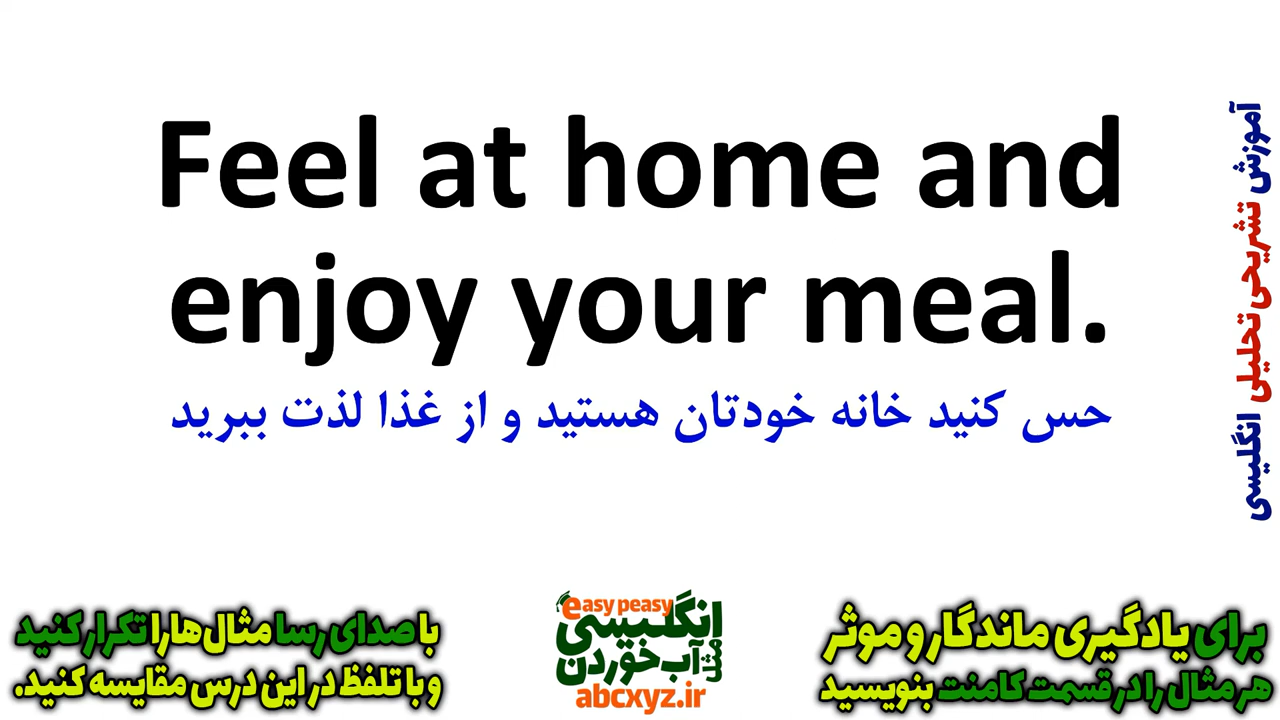 Feel at home and
enjoy your meal.
حس کنید خانه خودتان هستید و از غذا لذت ببرید
آموزش تشریحی تحلیلی انگلیسی
برای یادگیری ماندگار و موثر
هر مثال را در قسمت کامنت بنویسید
easy peasy
انگلیسی
مثل آب خوردن
abcxyz.ir
با صدای رسا مثال‌ها را تکرار کنید
و با تلفظ در این درس مقایسه کنید.